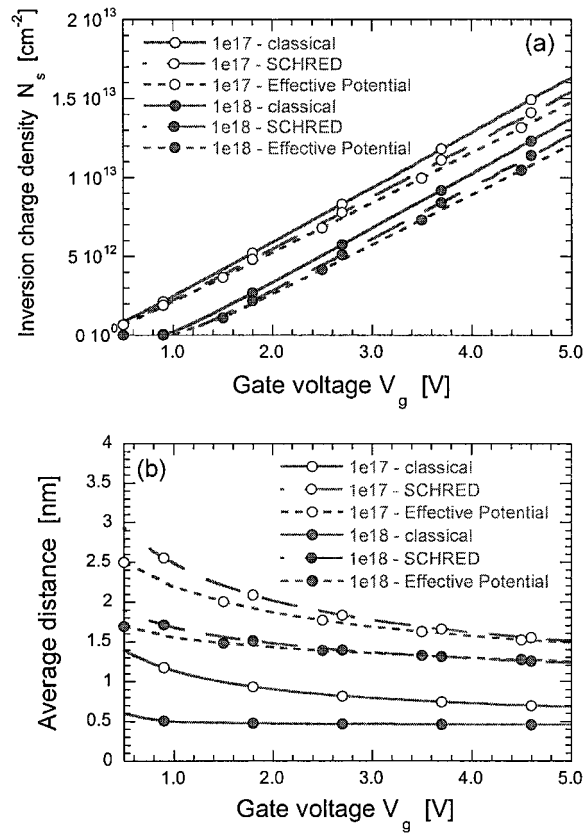 (a)
1e17 - classical
1e17 - SCHRED
1e17 - Effective Potential
1e18 - classical
1e18 - SCHRED
1e18 - Effective Potential
Inversion charge density N_s [cm^-2]
2 10^13
1.5 10^13
1 10^13
5 10^12
0 10^0
1.0 2.0 3.0 4.0 5.0
Gate voltage V_g [V]
(b)
1e17 - classical
1e17 - SCHRED
1e17 - Effective Potential
1e18 - classical
1e18 - SCHRED
1e18 - Effective Potential
Average distance [nm]
4
3.5
3
2.5
2
1.5
1
0.5
0
1.0 2.0 3.0 4.0 5.0
Gate voltage V_g [V]